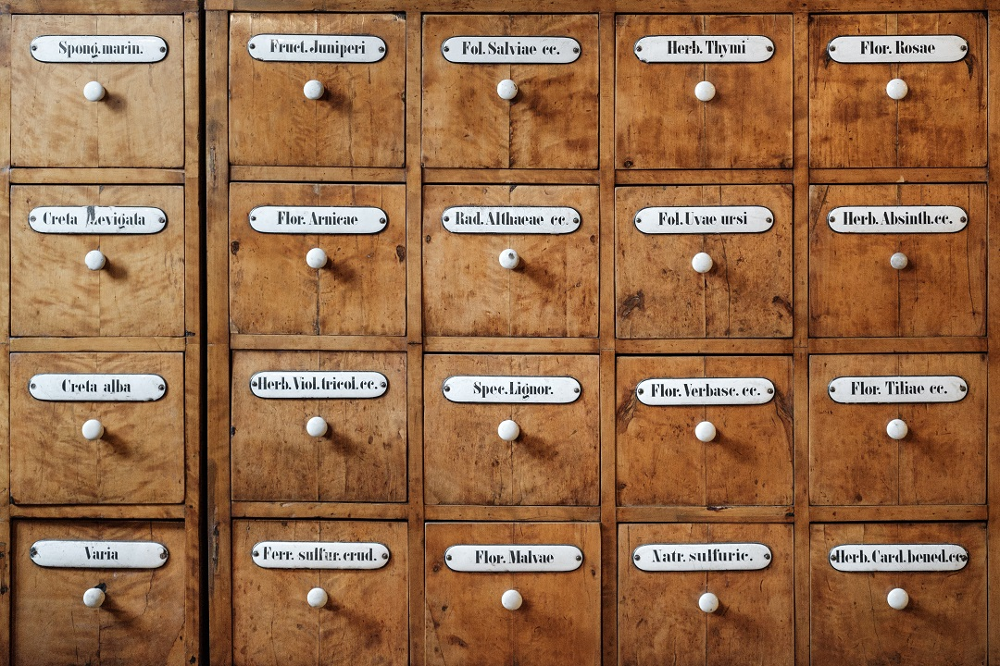 Spong.marin.
Fruct.Juniperi
Fol.Salviae cc.
Herb.Thymi
Flor.Rosae
Creta Levigata
Flor.Arnicae
Rad.Althaeae cc.
Fol.Uvae ursi
Herb.Absinth.cc.
Creta alba
Herb.Viol.tricol.cc.
Spec.Lignor.
Flor.Verbasc.cc.
Flor.Tiliae cc.
Varia
Ferr.sulfur.crud.
Flor.Malvae
Natr.sulfuric.
Herb.Card.bened.cc.